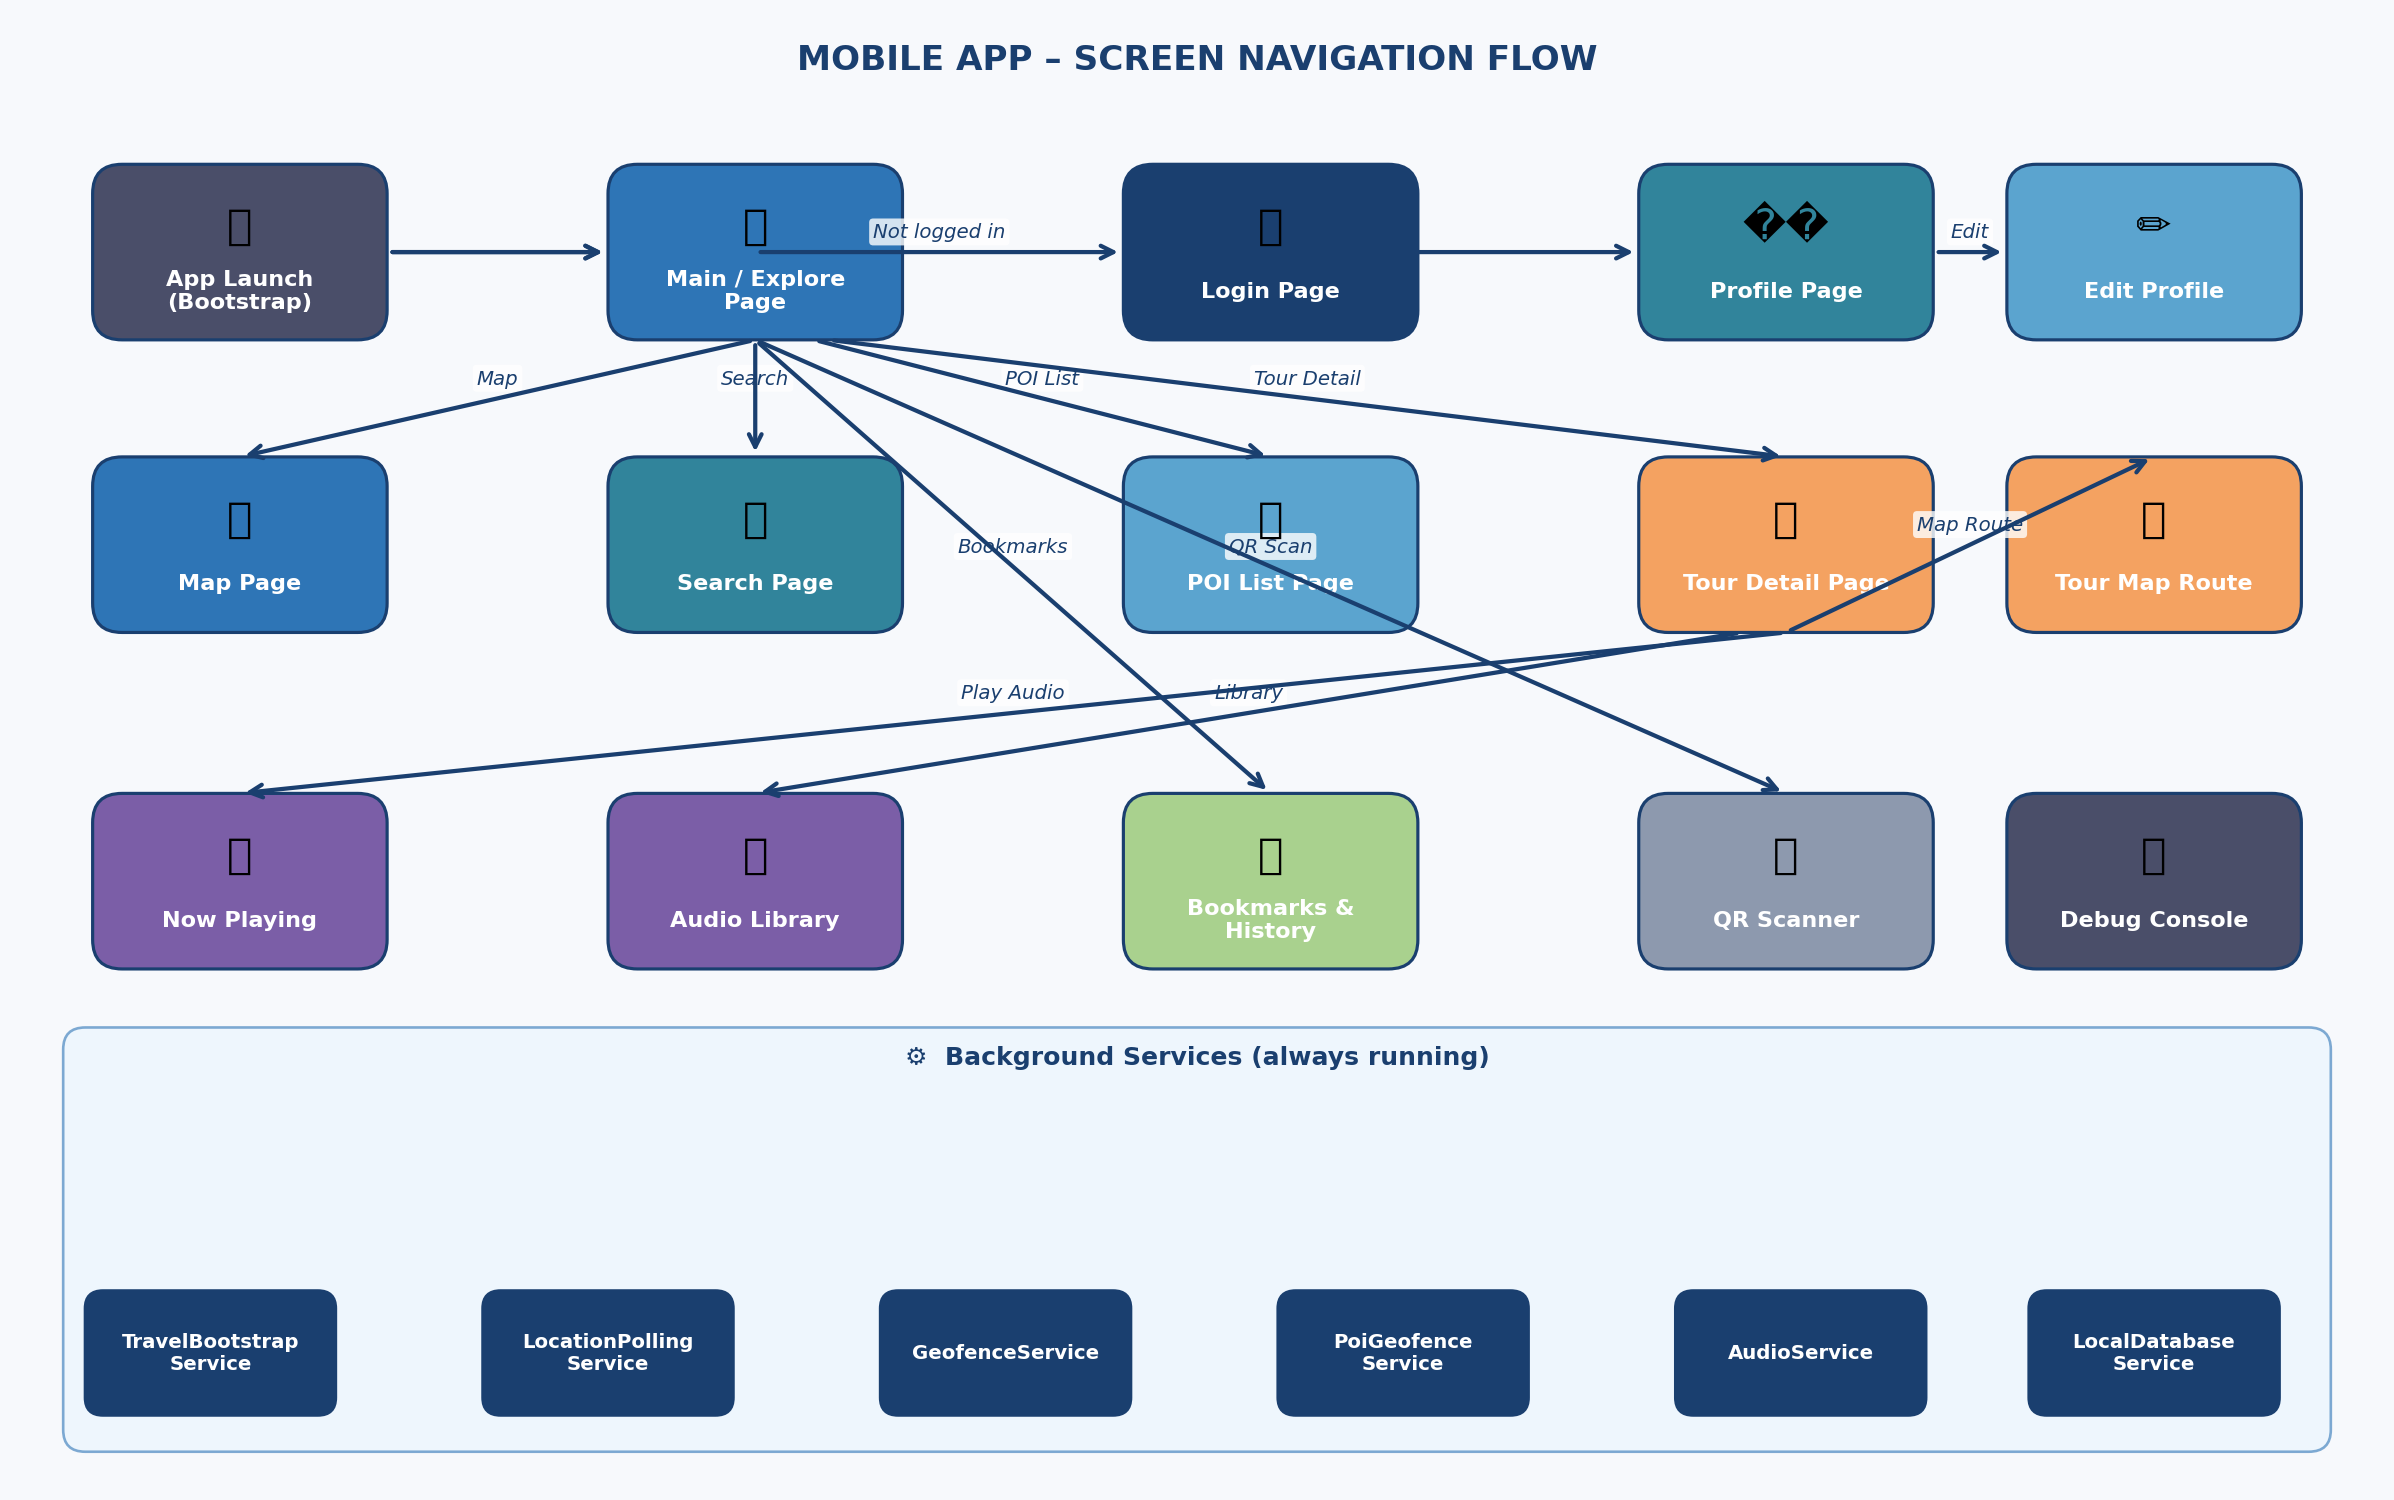 MOBILE APP – SCREEN NAVIGATION FLOW
App Launch
(Bootstrap)
Main / Explore
Page
Not logged in
Login Page
��
Profile Page
Edit
✏
Edit Profile
Map
Search
POI List
Tour Detail
Map Page
Search Page
Bookmarks
QR Scan
POI List Page
Tour Detail Page
Map Route
Tour Map Route
Play Audio
Library
Now Playing
Audio Library
Bookmarks &
History
QR Scanner
Debug Console
⚙ Background Services (always running)
TravelBootstrap
Service
LocationPolling
Service
GeofenceService
PoiGeofence
Service
AudioService
LocalDatabase
Service